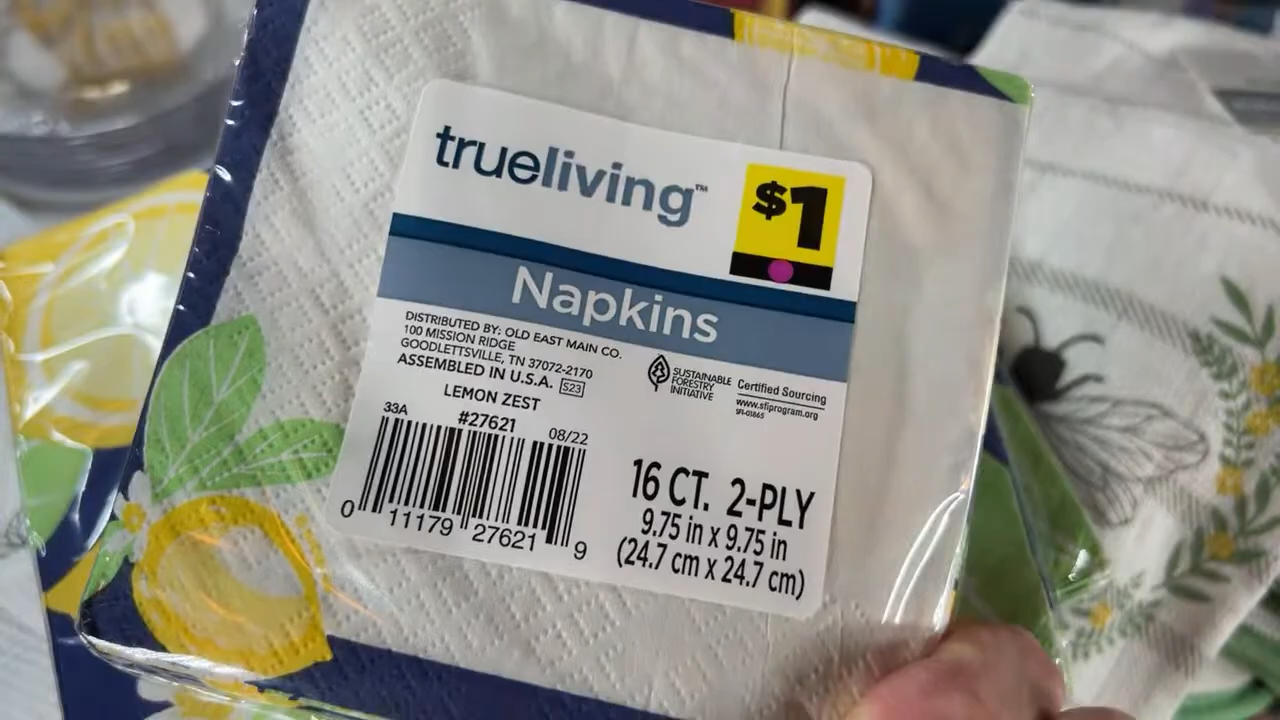 trueliving™
$1
Napkins
DISTRIBUTED BY: OLD EAST MAIN CO.
100 MISSION RIDGE
GOODLETTSVILLE, TN 37072-2170
ASSEMBLED IN U.S.A. S23
LEMON ZEST
#27621
33A 08/22
0 11179 27621 9
SUSTAINABLE
FORESTRY
INITIATIVE
Certified Sourcing
www.sfiprogram.org
SFI-01865
16 CT. 2-PLY
9.75 in x 9.75 in
(24.7 cm x 24.7 cm)